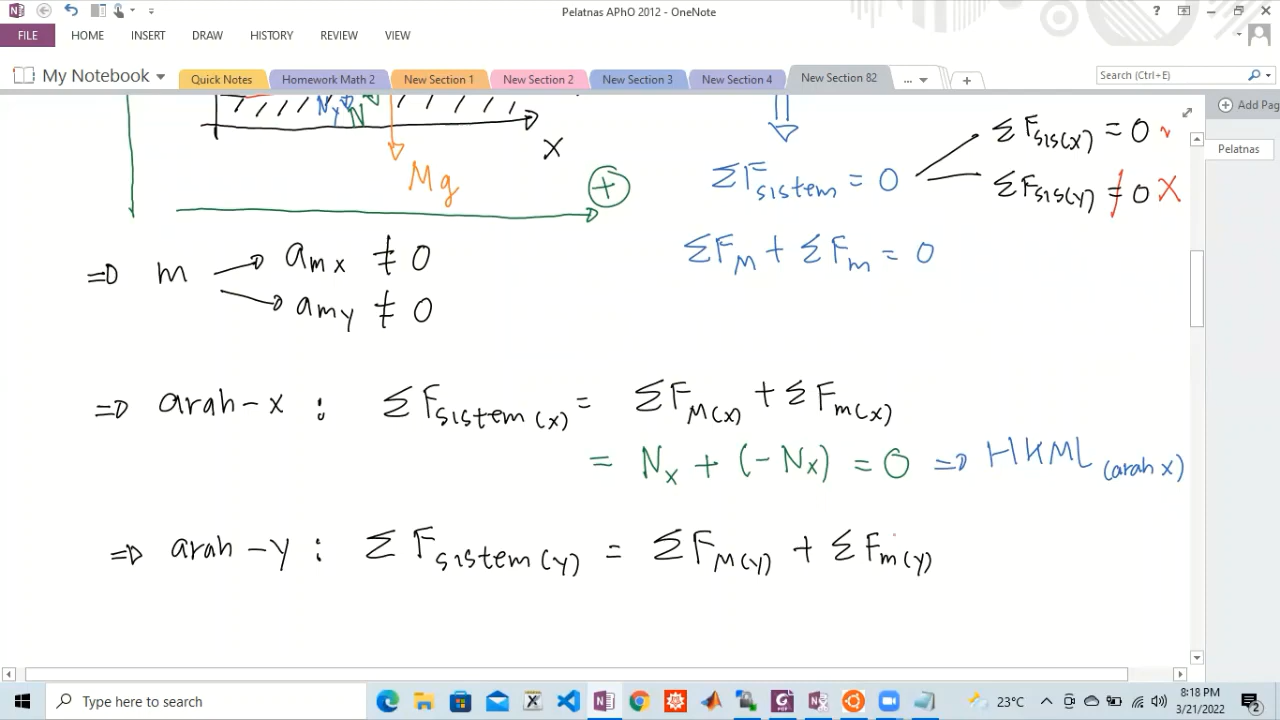 Pelatnas APhO 2012 - OneNote
FILE HOME INSERT DRAW HISTORY REVIEW VIEW
My Notebook Quick Notes Homework Math 2 New Section 1 New Section 2 New Section 3 New Section 4 New Section 82 ... + Search (Ctrl+E)
Add Pag
Pelatnas
Ny N
x
Mg
+
ΣF_sistem = 0
ΣF_sis(x) = 0
ΣF_sis(y) ≠ 0 X
ΣF_M + ΣF_m = 0
⇒ m → a_mx ≠ 0
→ a_my ≠ 0
⇒ arah-x : ΣF_sistem(x) = ΣF_M(x) + ΣF_m(x)
= N_x + (-N_x) = 0 ⇒ HKML (arah x)
⇒ arah-y : ΣF_sistem(y) = ΣF_M(y) + ΣF_m(y)
Type here to search
23°C
8:18 PM
3/21/2022
2